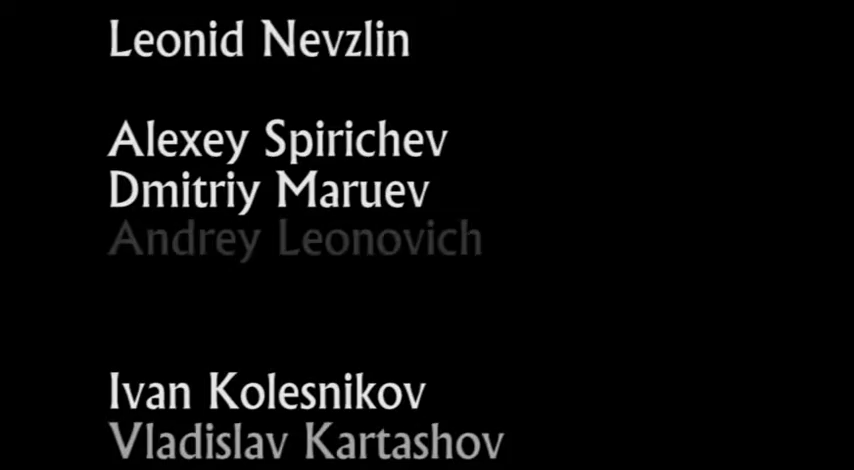 Leonid Nevzlin
Alexey Spirichev
Dmitriy Maruev
Andrey Leonovich
Ivan Kolesnikov
Vladislav Kartashov